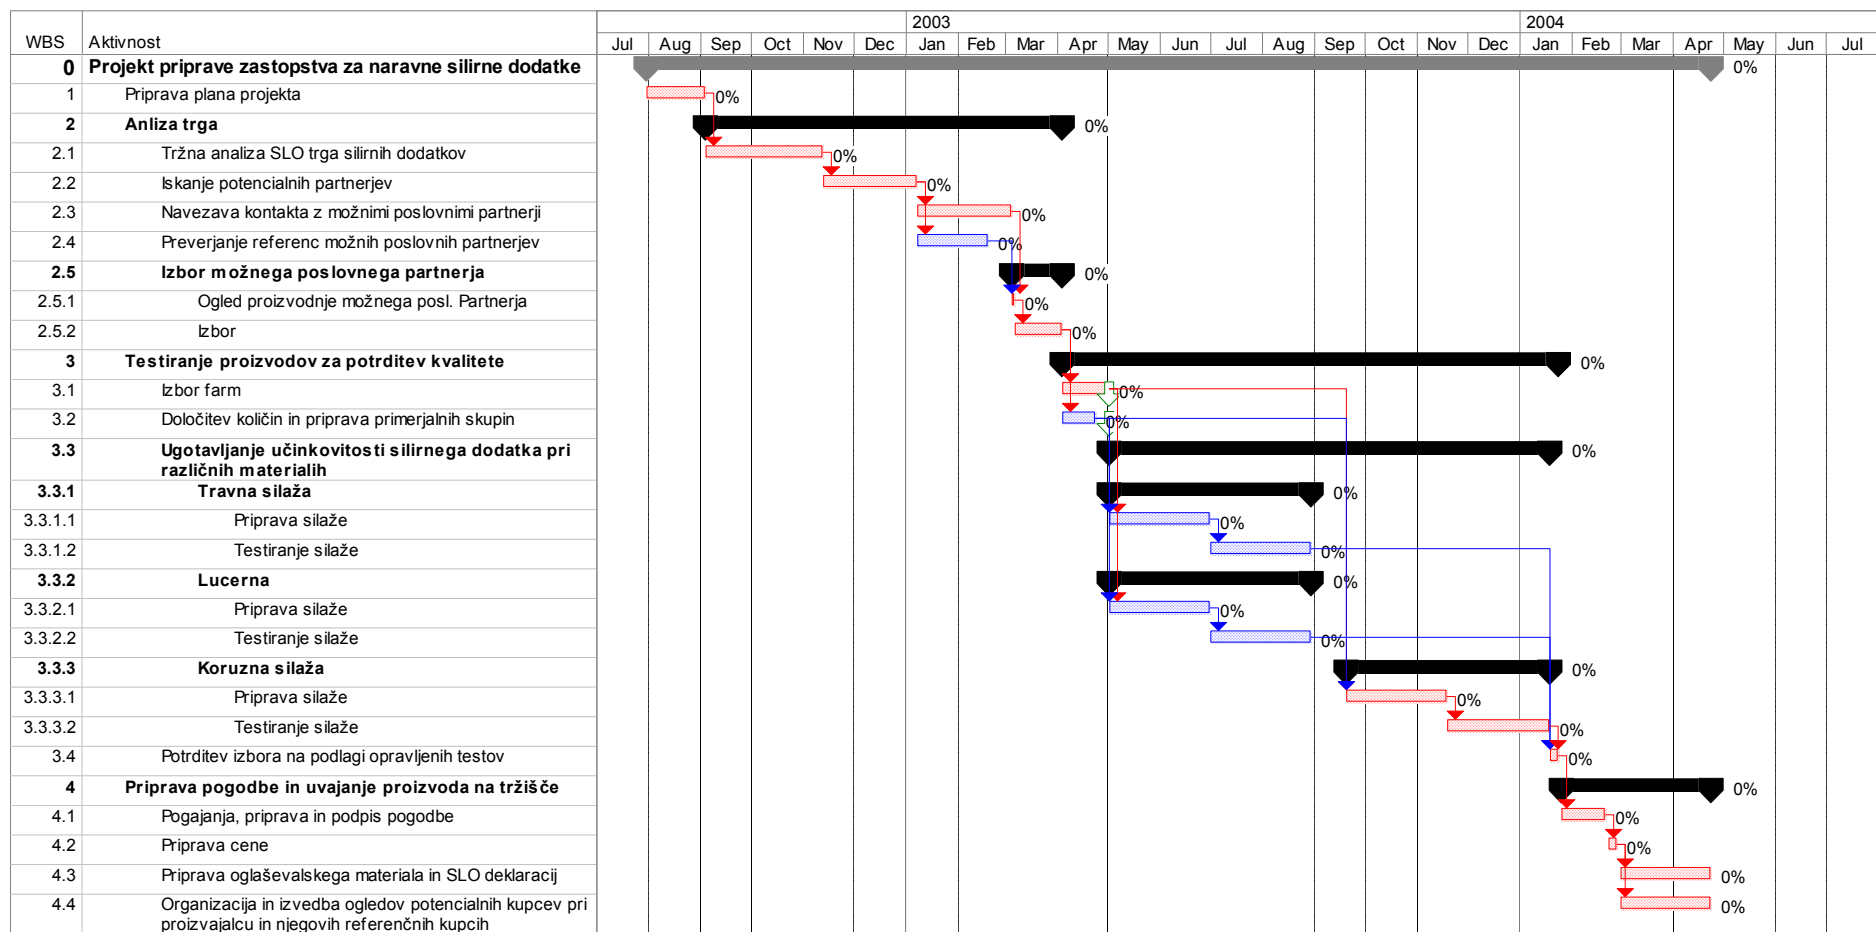 2003 2004
WBS Aktivnost Jul Aug Sep Oct Nov Dec Jan Feb Mar Apr May Jun Jul Aug Sep Oct Nov Dec Jan Feb Mar Apr May Jun Jul
0 Projekt priprave zastopstva za naravne silirne dodatke 0%
1 Priprava plana projekta 0%
2 Anliza trga 0%
2.1 Tržna analiza SLO trga silirnih dodatkov 0%
2.2 Iskanje potencialnih partnerjev 0%
2.3 Navezava kontakta z možnimi poslovnimi partnerji 0%
2.4 Preverjanje referenc možnih poslovnih partnerjev 0%
2.5 Izbor možnega poslovnega partnerja 0%
2.5.1 Ogled proizvodnje možnega posl. Partnerja 0%
2.5.2 Izbor 0%
3 Testiranje proizvodov za potrditev kvalitete 0%
3.1 Izbor farm 0%
3.2 Določitev količin in priprava primerjalnih skupin 0%
3.3 Ugotavljanje učinkovitosti silirnega dodatka pri 0%
različnih materialih
3.3.1 Travna silaža 0%
3.3.1.1 Priprava silaže 0%
3.3.1.2 Testiranje silaže 0%
3.3.2 Lucerna 0%
3.3.2.1 Priprava silaže 0%
3.3.2.2 Testiranje silaže 0%
3.3.3 Koruzna silaža 0%
3.3.3.1 Priprava silaže 0%
3.3.3.2 Testiranje silaže 0%
3.4 Potrditev izbora na podlagi opravljenih testov 0%
4 Priprava pogodbe in uvajanje proizvoda na tržišče 0%
4.1 Pogajanja, priprava in podpis pogodbe 0%
4.2 Priprava cene 0%
4.3 Priprava oglaševalskega materiala in SLO deklaracij 0%
4.4 Organizacija in izvedba ogledov potencialnih kupcev pri 0%
proizvajalcu in njegovih referenčnih kupcih